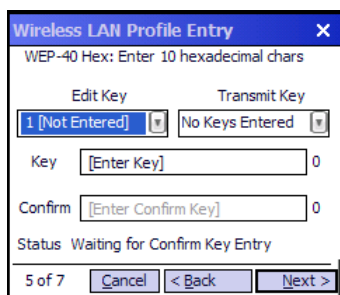 Wireless LAN Profile Entry X
WEP-40 Hex: Enter 10 hexadecimal chars
Edit Key Transmit Key
1 [Not Entered] No Keys Entered
Key [Enter Key] 0
Confirm [Enter Confirm Key] 0
Status Waiting for Confirm Key Entry
5 of 7 Cancel < Back Next >